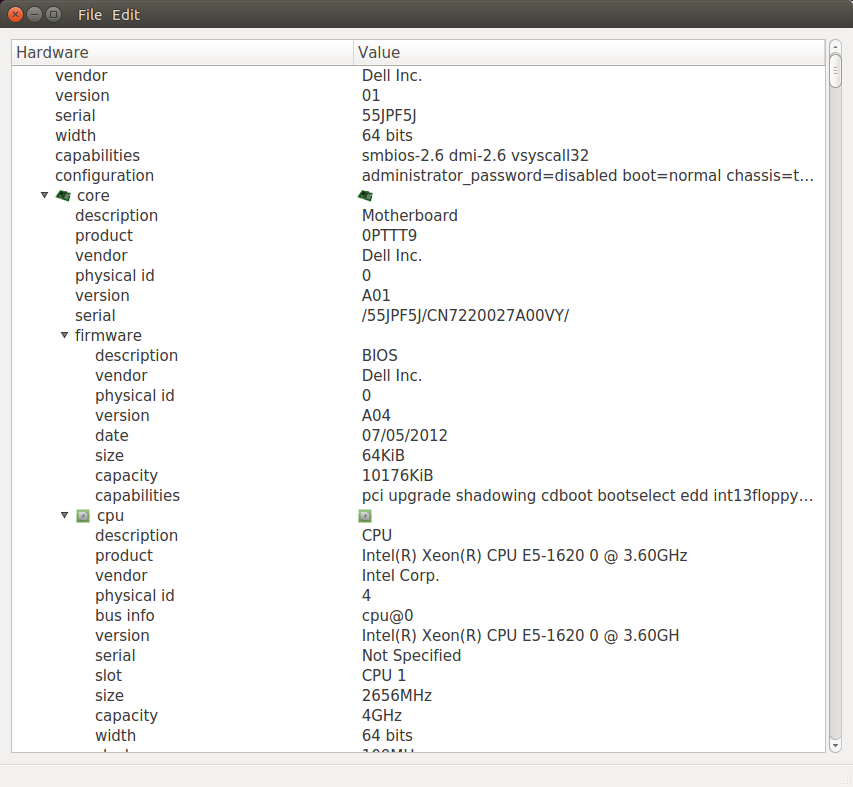 File Edit
Hardware Value
vendor Dell Inc.
version 01
serial 55JPF5J
width 64 bits
capabilities smbios-2.6 dmi-2.6 vsyscall32
configuration administrator_password=disabled boot=normal chassis=t...
core
description Motherboard
product 0PTTT9
vendor Dell Inc.
physical id 0
version A01
serial /55JPF5J/CN7220027A00VY/
firmware
description BIOS
vendor Dell Inc.
physical id 0
version A04
date 07/05/2012
size 64KiB
capacity 10176KiB
capabilities pci upgrade shadowing cdboot bootselect edd int13floppy...
cpu
description CPU
product Intel(R) Xeon(R) CPU E5-1620 0 @ 3.60GHz
vendor Intel Corp.
physical id 4
bus info cpu@0
version Intel(R) Xeon(R) CPU E5-1620 0 @ 3.60GH
serial Not Specified
slot CPU 1
size 2656MHz
capacity 4GHz
width 64 bits